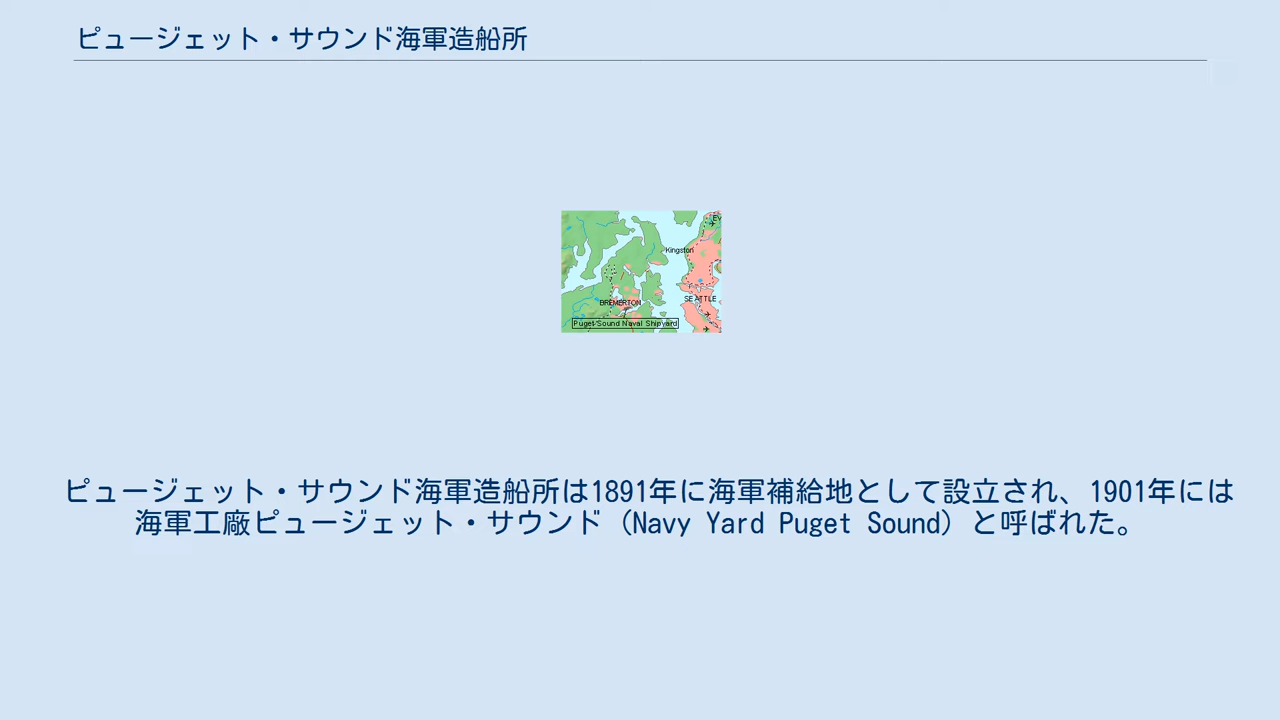 ピュージェット・サウンド海軍造船所
EV
Kingston
SEATTLE
BREMERTON
Puget Sound Naval Shipyard
ピュージェット・サウンド海軍造船所は1891年に海軍補給地として設立され、1901年には
海軍工廠ピュージェット・サウンド（Navy Yard Puget Sound）と呼ばれた。